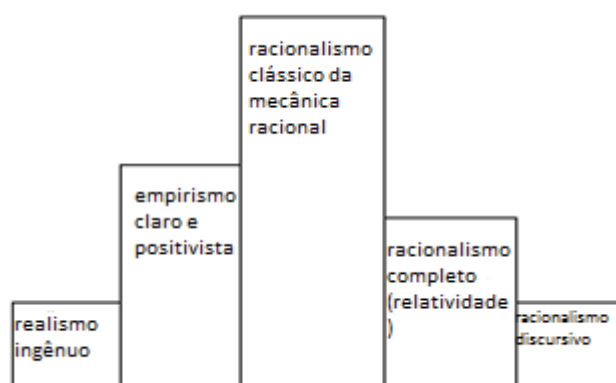 realismo
ingênuo
empirismo
claro e
positivista
racionalismo
clássico da
mecânica
racional
racionalismo
completo
(relatividade
)
racionalismo
discursivo